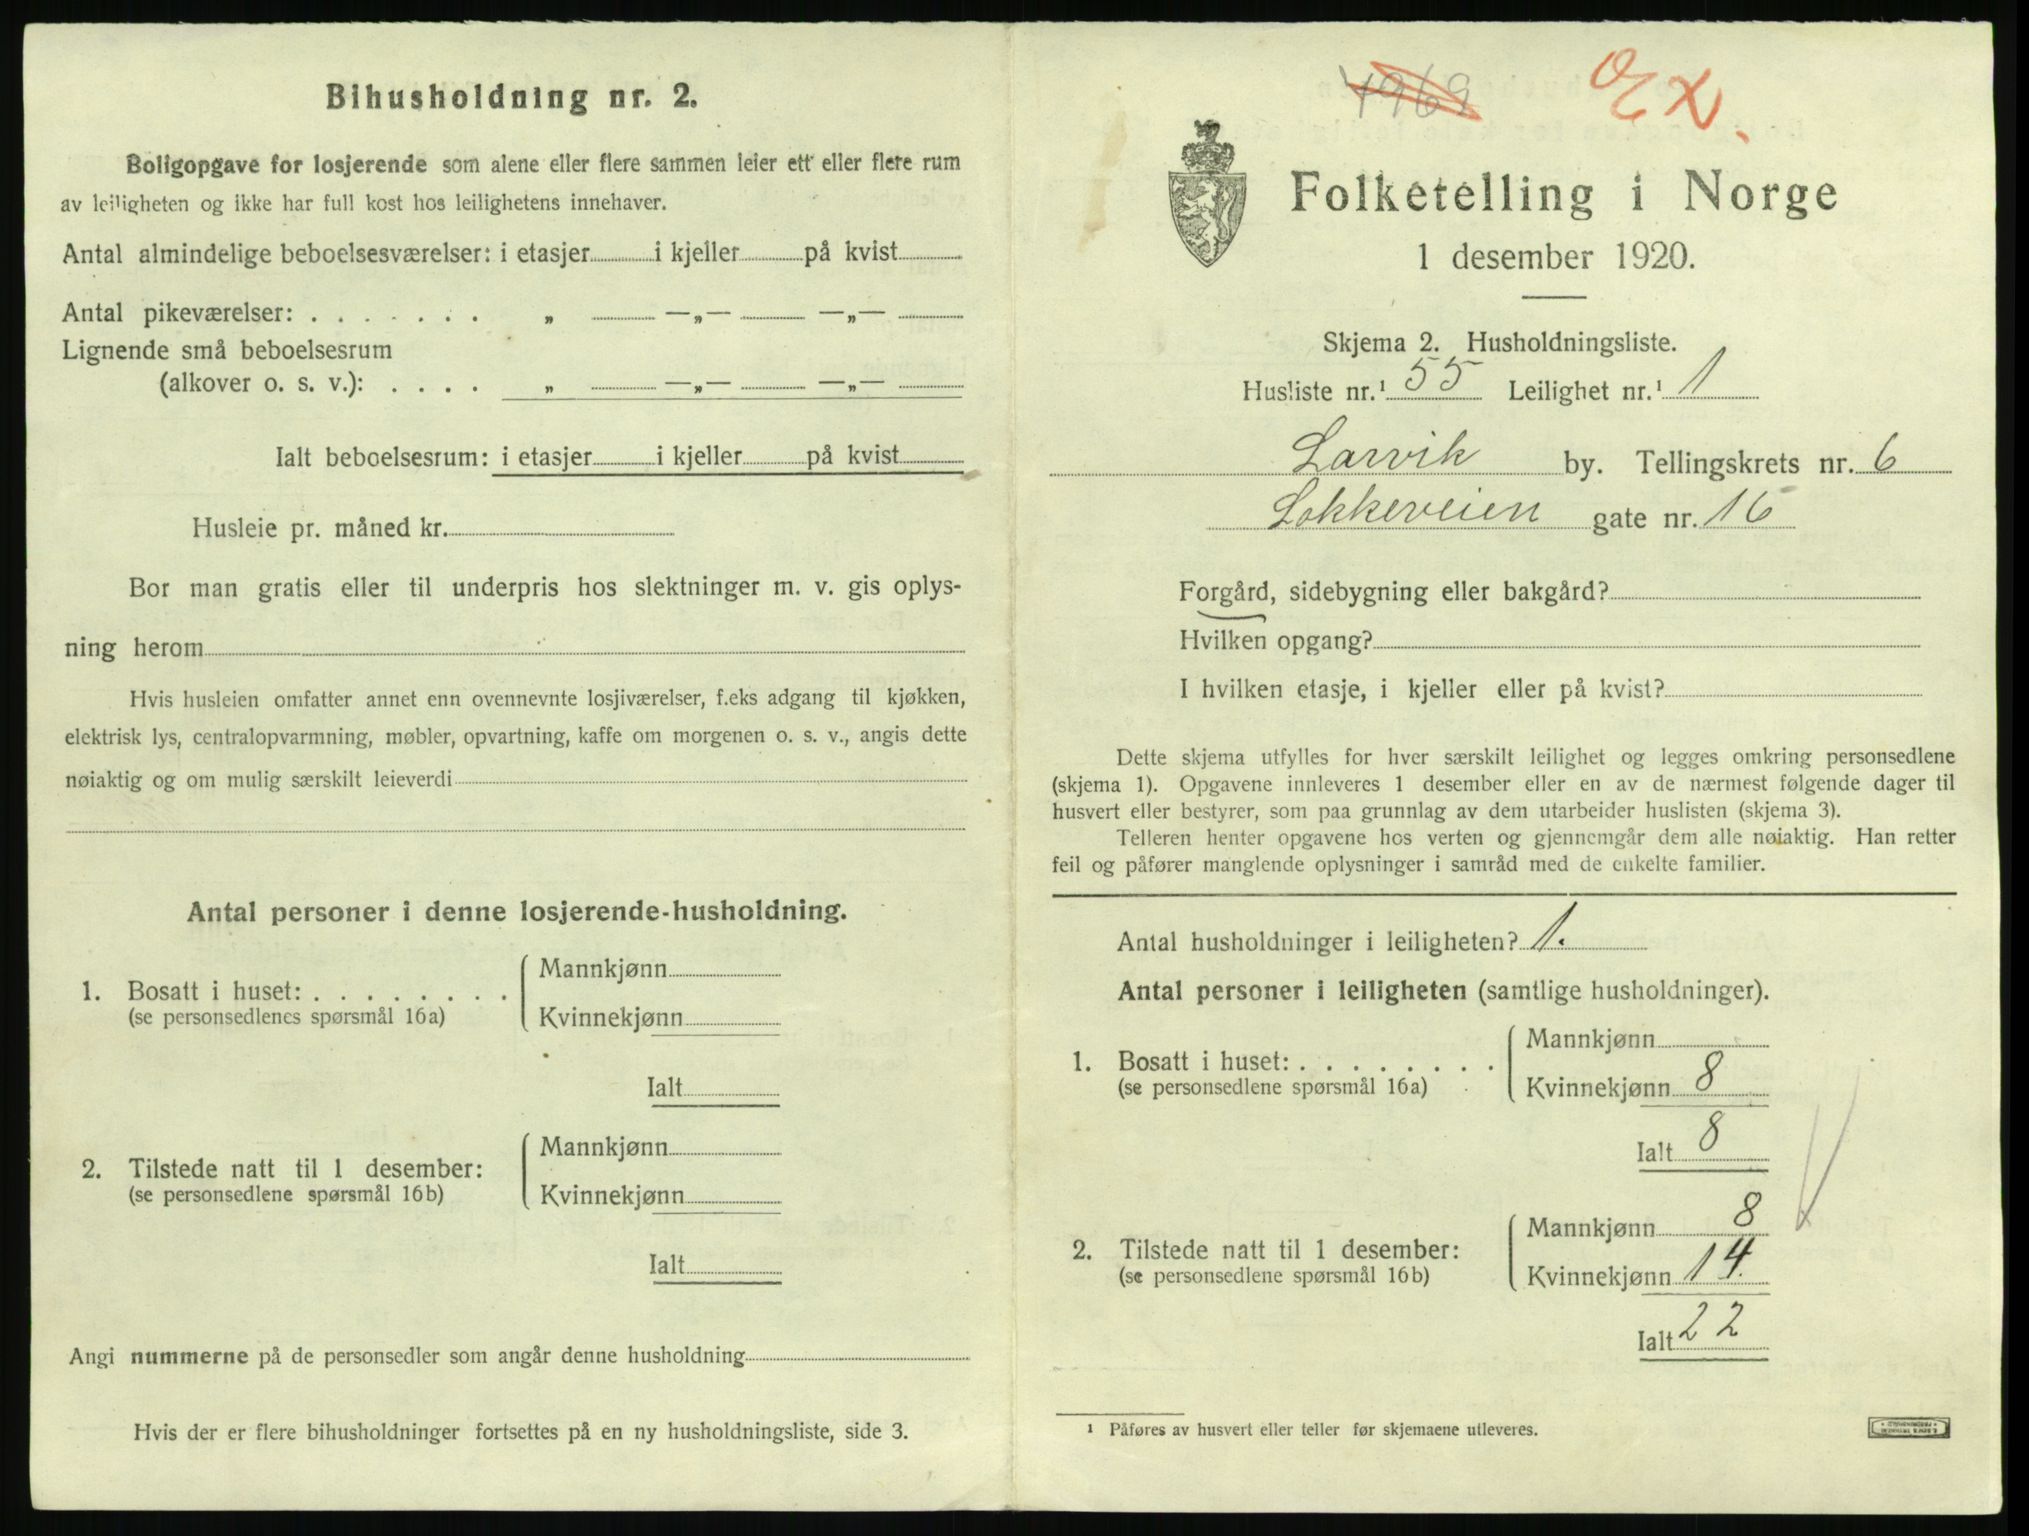 Bihusholdning nr. 2.
Boligopgave for losjerende som alene eller flere sammen leier ett eller flere rum
av leiligheten og ikke har full kost hos leilighetens innehaver.
Antal almindelige beboelsesværelser: i etasjer i kjeller på kvist
Antal pikeværelser: . . . . . . . „ —„— —„—
Lignende små beboelsesrum
(alkover o. s. v.): . . . . „ —„— —„—
Ialt beboelsesrum: i etasjer i kjeller på kvist
Husleie pr. måned kr.
Bor man gratis eller til underpris hos slektninger m. v. gis oplys-
ning herom
Hvis husleien omfatter annet enn ovennevnte losjiværelser, f.eks adgang til kjøkken,
elektrisk lys, centralopvarmning, møbler, opvartning, kaffe om morgenen o. s. v., angis dette
nøiaktig og om mulig særskilt leieverdi
Antal personer i denne losjerende-husholdning.
1. Bosatt i huset: . . . . . . . . Mannkjønn
(se personsedlenes spørsmål 16a) Kvinnekjønn
Ialt
2. Tilstede natt til 1 desember: Mannkjønn
(se personsedlene spørsmål 16b) Kvinnekjønn
Ialt
Angi nummerne på de personsedler som angår denne husholdning
Hvis der er flere bihusholdninger fortsettes på en ny husholdningsliste, side 3.
1969
Folketelling i Norge
1 desember 1920.
Skjema 2. Husholdningsliste.
Husliste nr.¹ 55 Leilighet nr.¹ 1
Larvik by. Tellingskrets nr. 6
Løkkeveien gate nr. 16
Forgård, sidebygning eller bakgård?
Hvilken opgang?
I hvilken etasje, i kjeller eller på kvist?
Dette skjema utfylles for hver særskilt leilighet og legges omkring personsedlene
(skjema 1). Opgavene innleveres 1 desember eller en av de nærmest følgende dager til
husvert eller bestyrer, som paa grunnlag av dem utarbeider huslisten (skjema 3).
Telleren henter opgavene hos verten og gjennemgår dem alle nøiaktig. Han retter
feil og påfører manglende oplysninger i samråd med de enkelte familier.
Antal husholdninger i leiligheten? 1.
Antal personer i leiligheten (samtlige husholdninger).
1. Bosatt i huset: . . . . . . . . Mannkjønn
(se personsedlene spørsmål 16a) Kvinnekjønn 8
Ialt 8
2. Tilstede natt til 1 desember: Mannkjønn 8
(se personsedlene spørsmål 16b) Kvinnekjønn 14.
Ialt 22
¹ Påføres av husvert eller teller før skjemaene utleveres.